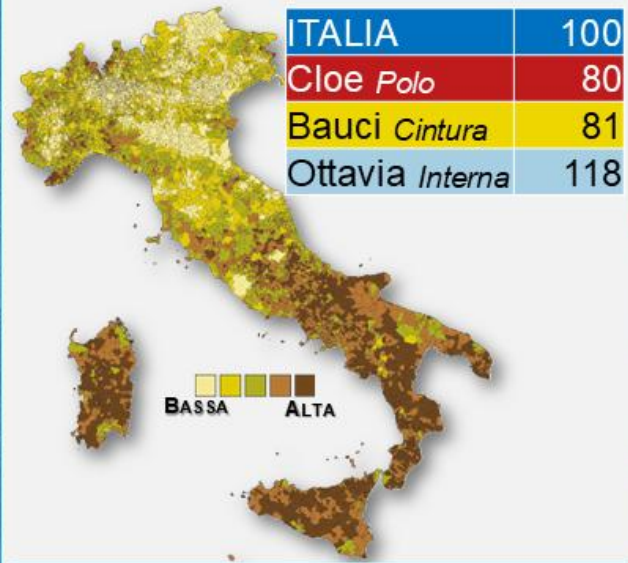 ITALIA 100
Cloe Polo 80
Bauci Cintura 81
Ottavia Interna 118
BASSA ALTA